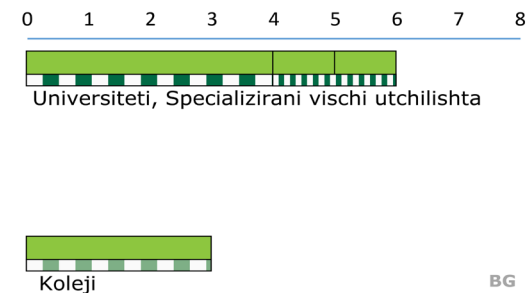 0 1 2 3 4 5 6 7 8
Universiteti, Specializirani vischi utchilishta
Koleji
BG